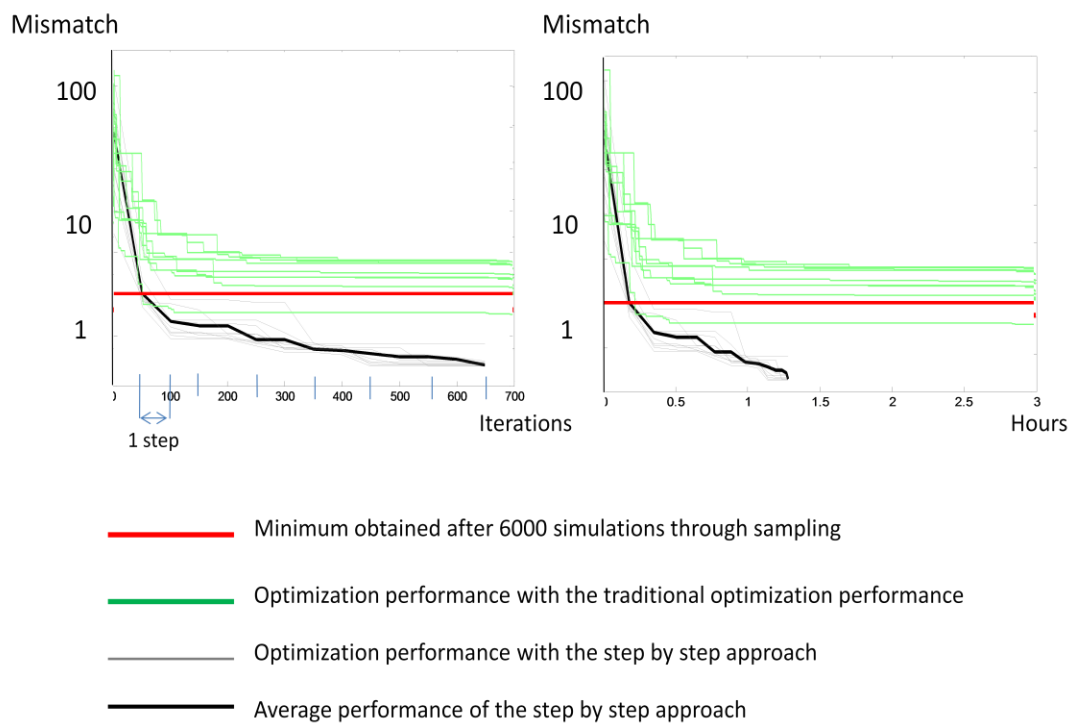 Mismatch
100
10
1
0 100 200 300 400 500 600 700
Iterations
1 step
Mismatch
100
10
1
0 0.5 1 1.5 2 2.5 3
Hours
Minimum obtained after 6000 simulations through sampling
Optimization performance with the traditional optimization performance
Optimization performance with the step by step approach
Average performance of the step by step approach